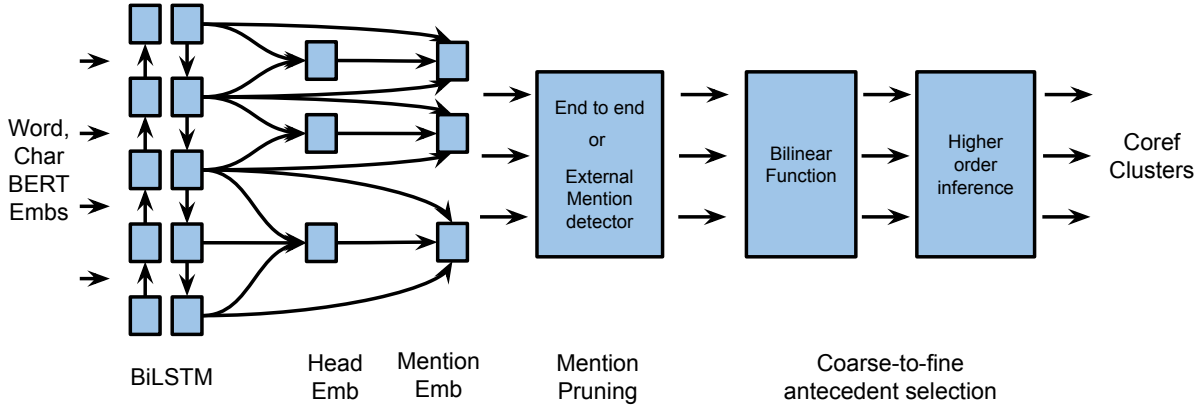 Word,
Char
BERT
Embs
End to end
or
External
Mention
detector
Bilinear
Function
Higher
order
inference
Coref
Clusters
BiLSTM
Head
Emb
Mention
Emb
Mention
Pruning
Coarse-to-fine
antecedent selection